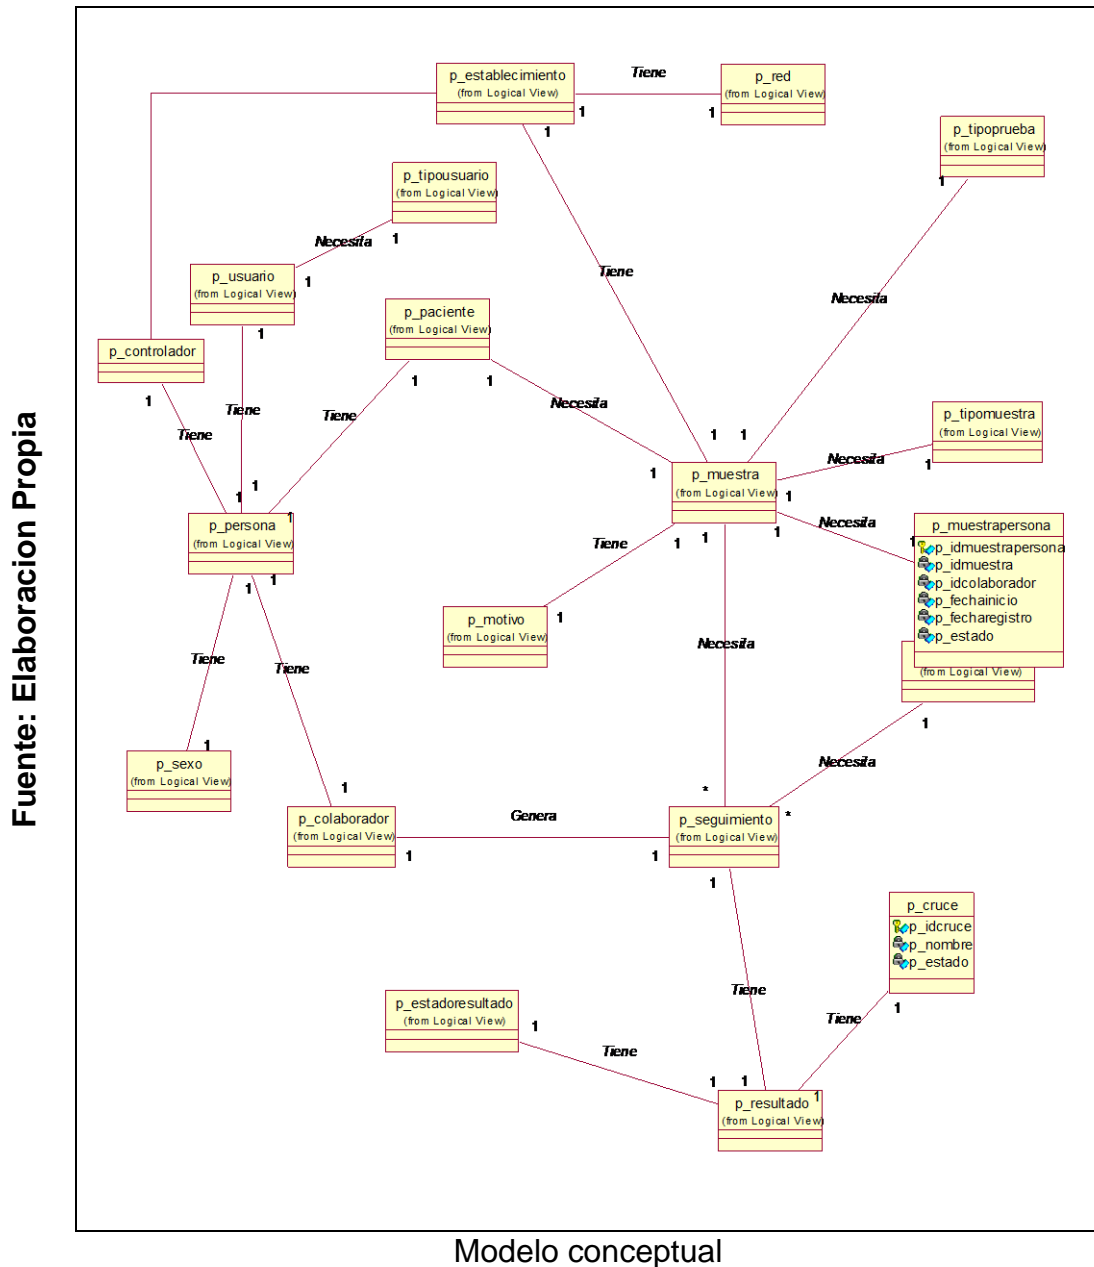 Fuente: Elaboracion Propia
p_establecimiento
(from Logical View)
Tiene
1
1
p_red
(from Logical View)
1
p_tipoprueba
(from Logical View)
1
p_tipousuario
(from Logical View)
1
Necesita
1
p_usuario
(from Logical View)
1
Tiene
Necesita
p_paciente
(from Logical View)
1
1
p_controlador
1
Tiene
Tiene
Tiene
Necesita
p_tipomuestra
(from Logical View)
1
Necesita
1
1
1
p_muestra
(from Logical View)
1
1
1
1
1
1
1
p_persona
(from Logical View)
1
1
1
Necesita
1
p_muestrapersona
p_idmuestrapersona
p_idmuestra
p_idcolaborador
p_fechainicio
p_fecharegistro
p_estado
(from Logical View)
1
Tiene
p_motivo
(from Logical View)
1
Necesita
Tiene
Tiene
1
p_sexo
(from Logical View)
Necesita
1
p_colaborador
(from Logical View)
1
Genera
*
*
p_seguimiento
(from Logical View)
1
1
p_cruce
p_idcruce
p_nombre
p_estado
1
Tiene
Tiene
p_estadoresultado
(from Logical View)
1
Tiene
1
1
p_resultado
(from Logical View)
1
Modelo conceptual